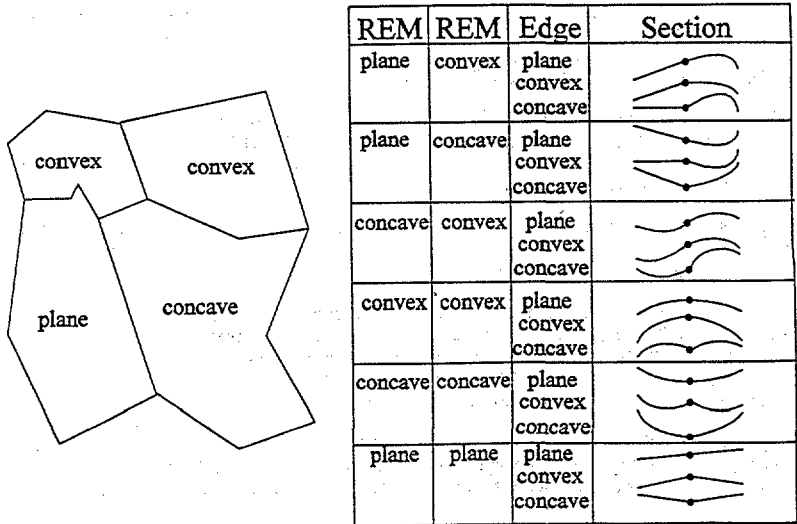 convex
convex
plane
concave
REM REM Edge Section
plane convex plane
convex
concave
plane concave plane
convex
concave
concave convex plane
convex
concave
convex convex plane
convex
concave
concave concave plane
convex
concave
plane plane plane
convex
concave